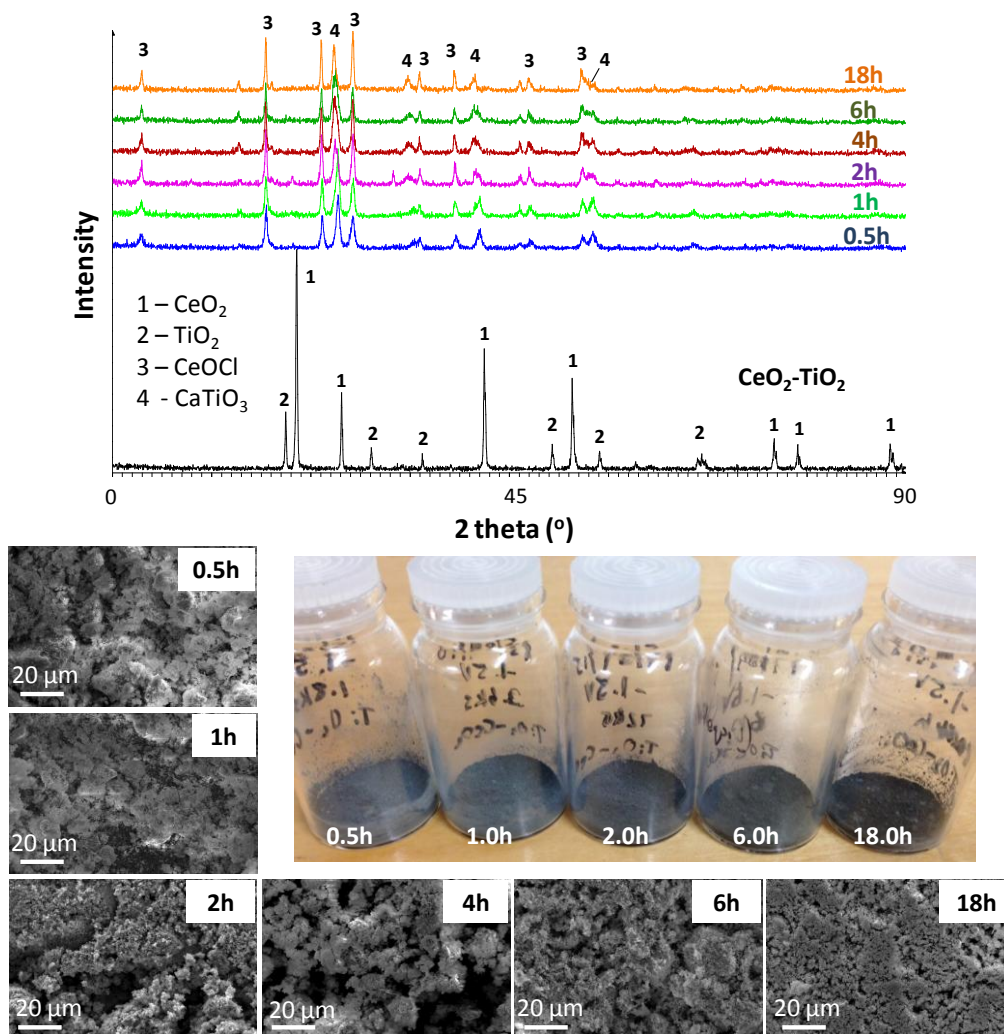 3
3
3
4
3
4
3
3
4
3
3
4
18h
6h
4h
2h
1h
0.5h
Intensity
1 – CeO₂
2 – TiO₂
3 – CeOCl
4 - CaTiO₃
1
2
1
2
2
1
2
1
2
2
1
1
1
CeO₂-TiO₂
0
45
90
2 theta (º)
0.5h
20 µm
1h
20 µm
0.5h
1.0h
2.0h
6.0h
18.0h
2h
20 µm
4h
20 µm
6h
20 µm
18h
20 µm